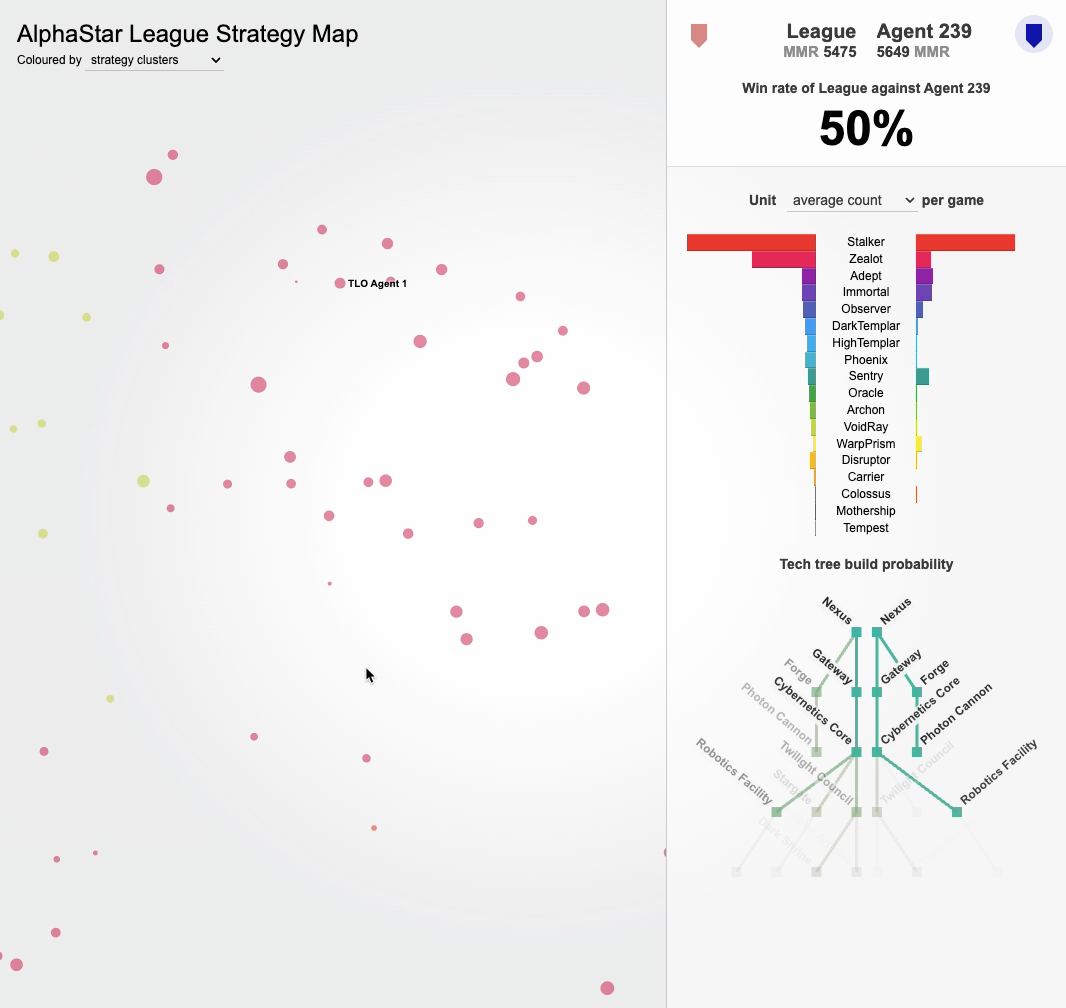 AlphaStar League Strategy Map
Coloured by strategy clusters
TLO Agent 1
League Agent 239
MMR 5475 5649 MMR
Win rate of League against Agent 239
50%
Unit average count per game
Stalker
Zealot
Adept
Immortal
Observer
DarkTemplar
HighTemplar
Phoenix
Sentry
Oracle
Archon
VoidRay
WarpPrism
Disruptor
Carrier
Colossus
Mothership
Tempest
Tech tree build probability
Nexus Nexus
Gateway Gateway
Forge Forge
Cybernetics Core Cybernetics Core
Photon Cannon Photon Cannon
Twilight Council Twilight Council
Stargate
Robotics Facility Robotics Facility
Dark Shrine